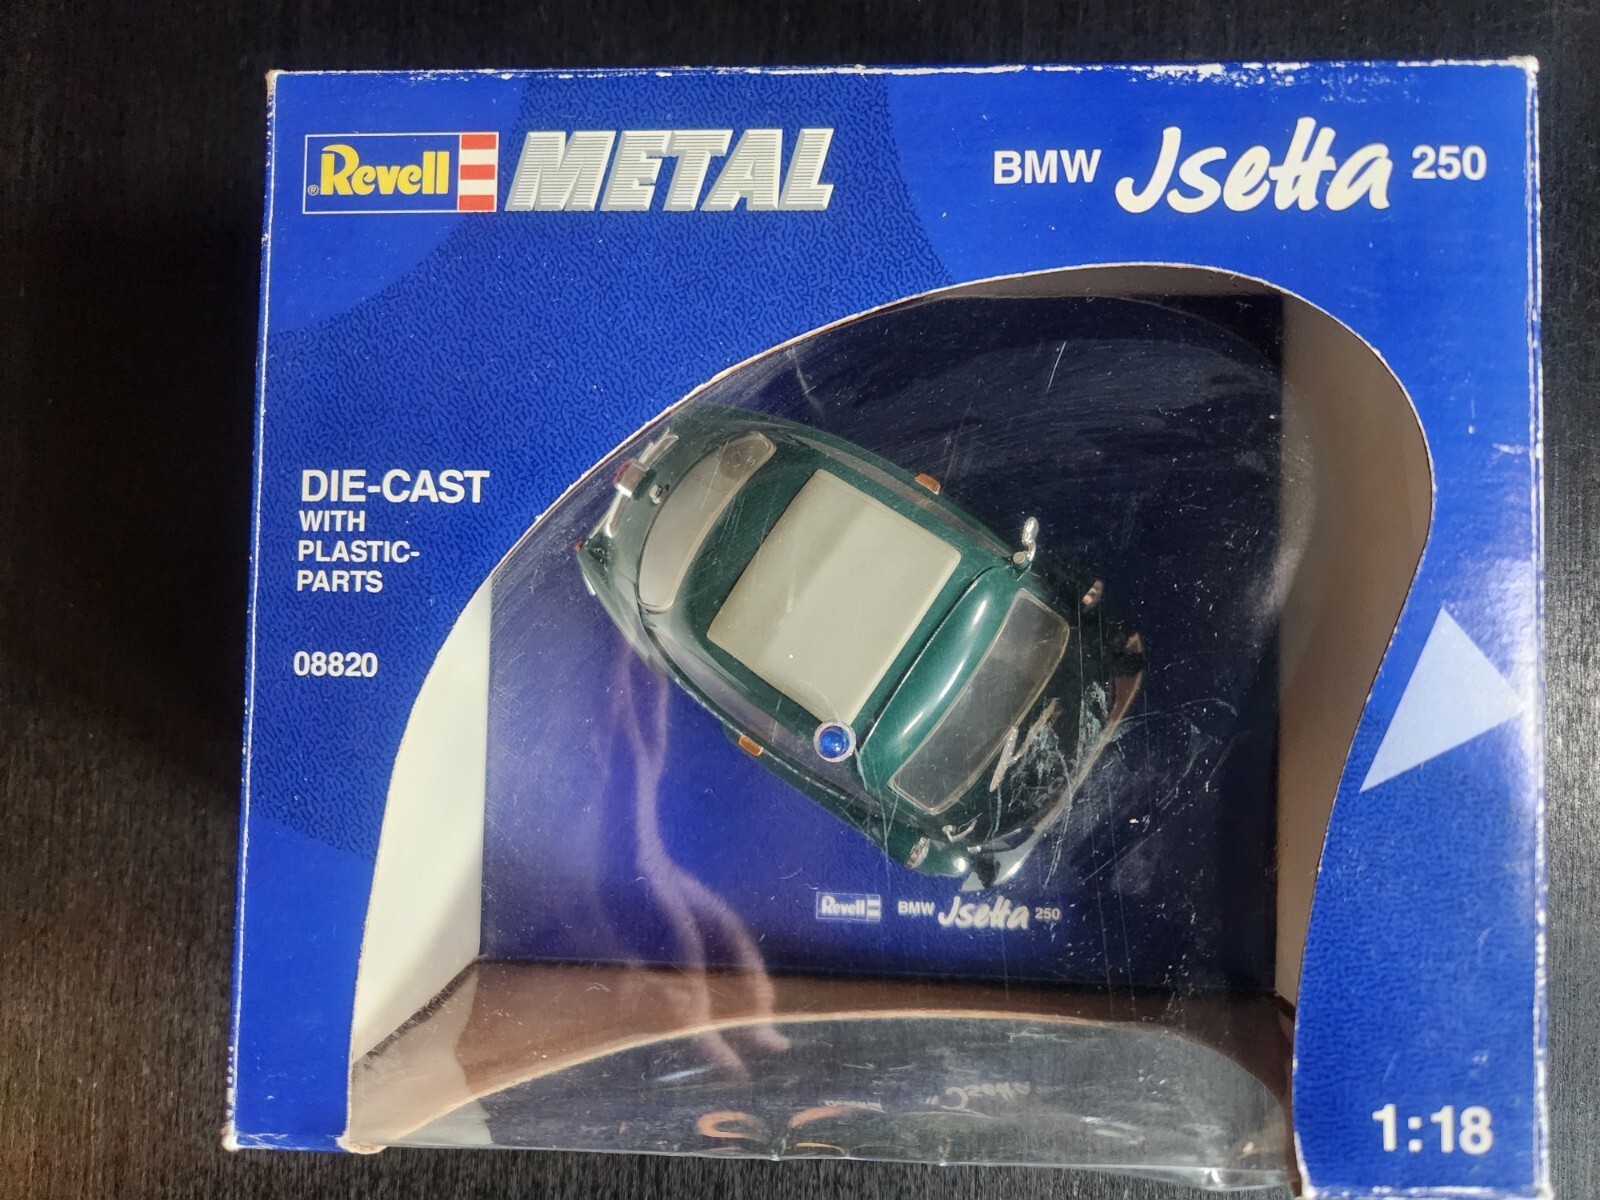 ®Revell METAL
BMW Jsetta 250
DIE-CAST
WITH
PLASTIC-
PARTS
08820
Revell BMW Jsetta 250
1:18